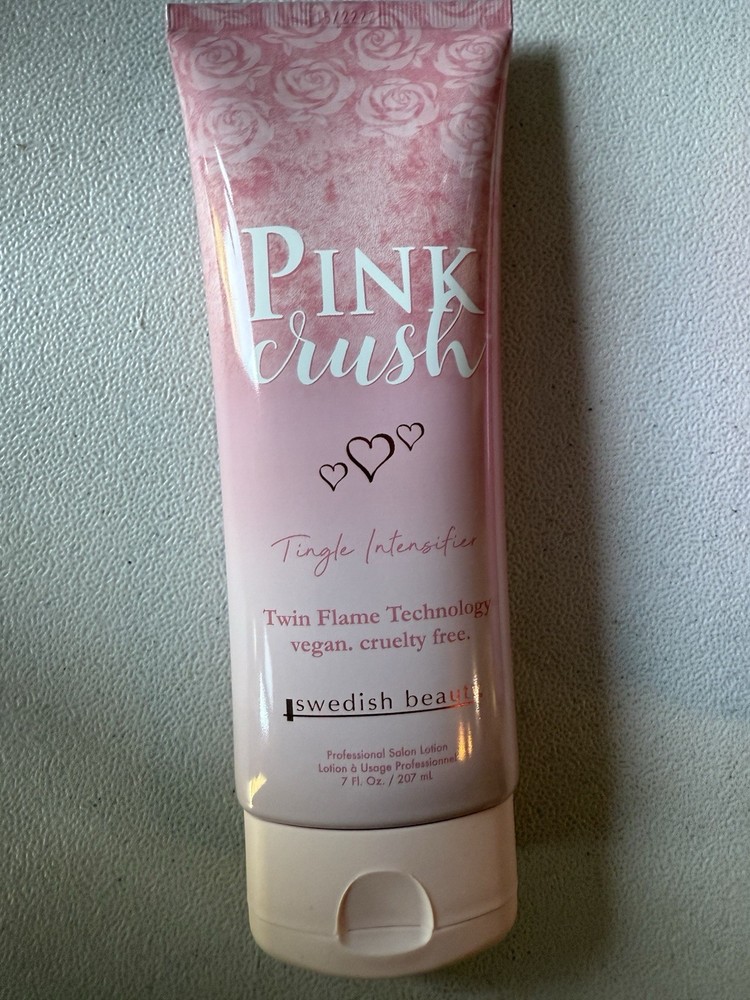 PINK
crush
Tingle Intensifier
Twin Flame Technology
vegan. cruelty free.
swedish beauty
Professional Salon Lotion
Lotion à Usage Professionnel
7 Fl. Oz. / 207 mL